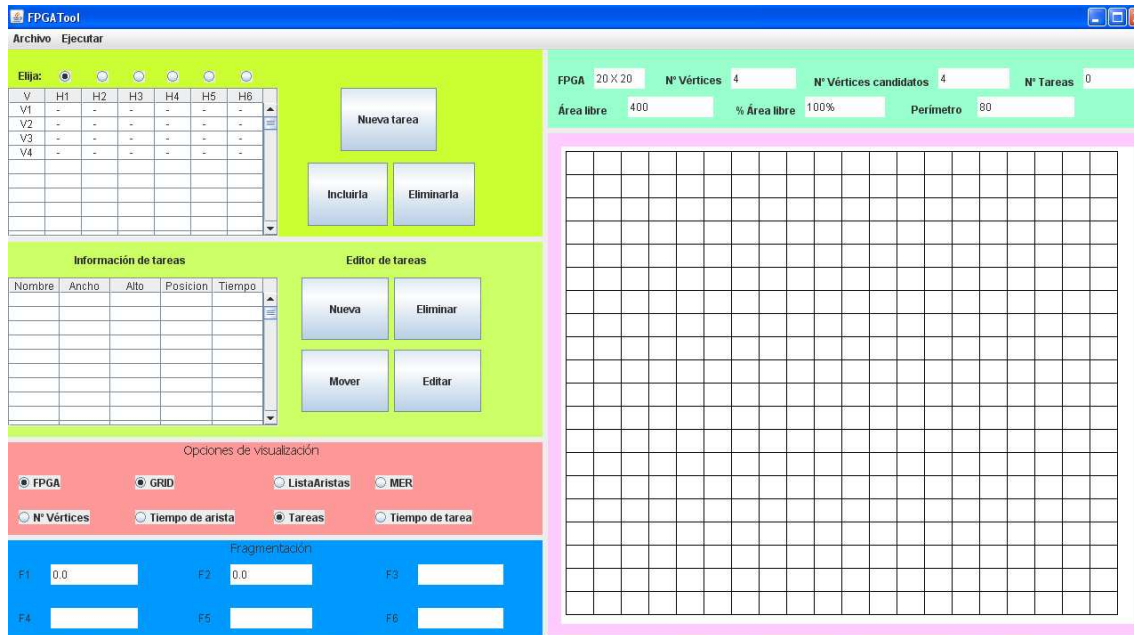 FPGATool
Archivo Ejecutar
Elija:
V H1 H2 H3 H4 H5 H6
V1 - - - - - -
V2 - - - - - -
V3 - - - - - -
V4 - - - - - -
Nueva tarea
Incluirla Eliminarla
FPGA 20 X 20 Nº Vértices 4 Nº Vértices candidatos 4 Nº Tareas 0
Área libre 400 % Área libre 100% Perímetro 80
Información de tareas
Nombre Ancho Alto Posicion Tiempo
Editor de tareas
Nueva Eliminar
Mover Editar
Opciones de visualización
FPGA GRID ListaAristas MER
Nº Vértices Tiempo de arista Tareas Tiempo de tarea
Fragmentación
F1 0.0 F2 0.0 F3
F4 F5 F6